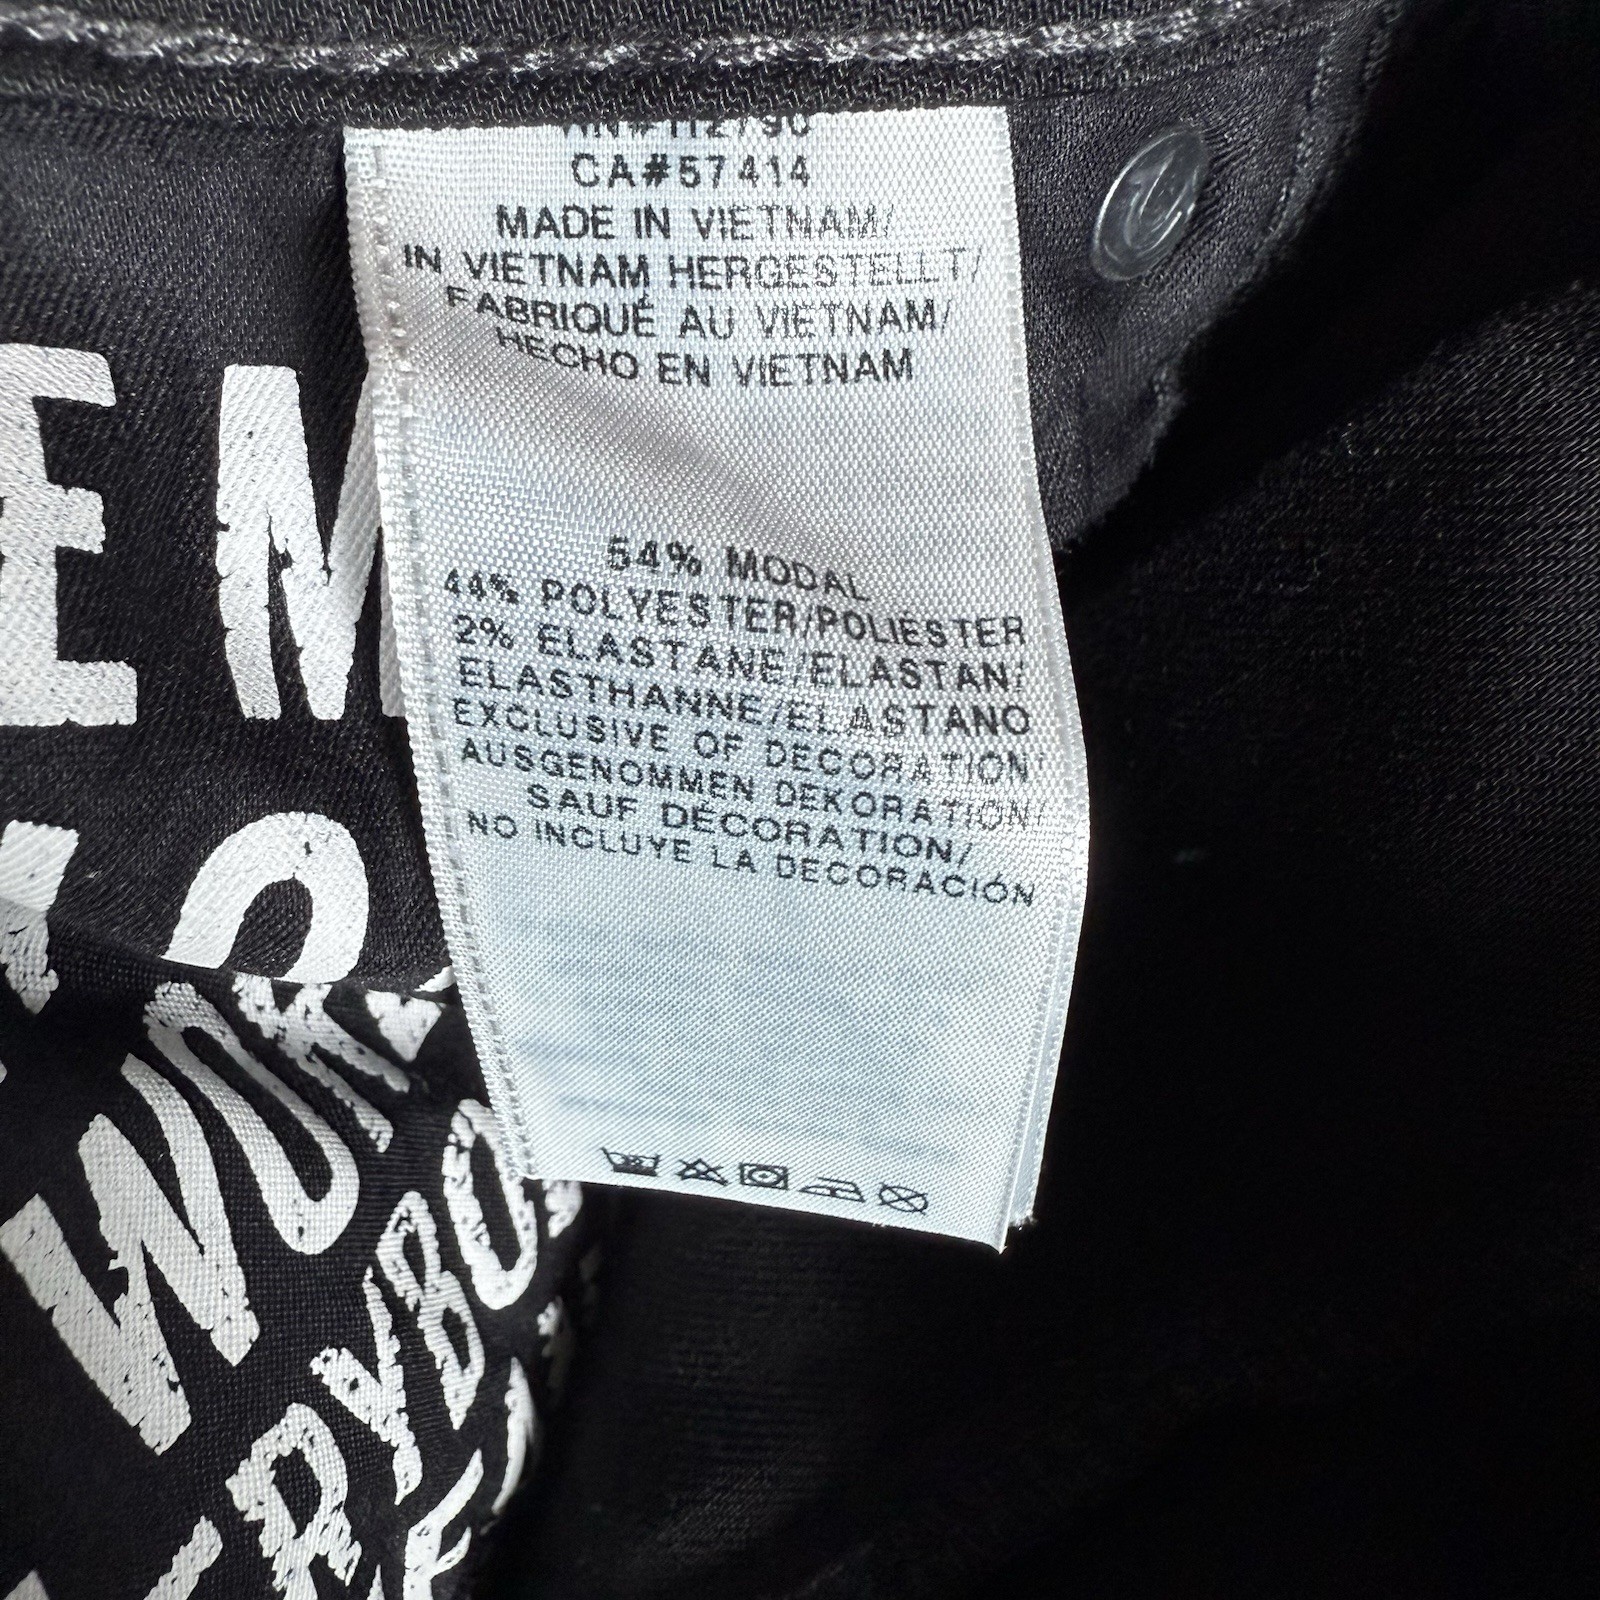 CA#57414
MADE IN VIETNAM/
IN VIETNAM HERGESTELLT/
FABRIQUÉ AU VIETNAM/
HECHO EN VIETNAM
54% MODAL
44% POLYESTER/POLIÉSTER
2% ELASTANE/ELASTAN/
ELASTHANNE/ELASTANO
EXCLUSIVE OF DECORATION/
AUSGENOMMEN DEKORATION/
SAUF DÉCORATION/
NO INCLUYE LA DECORACIÓN